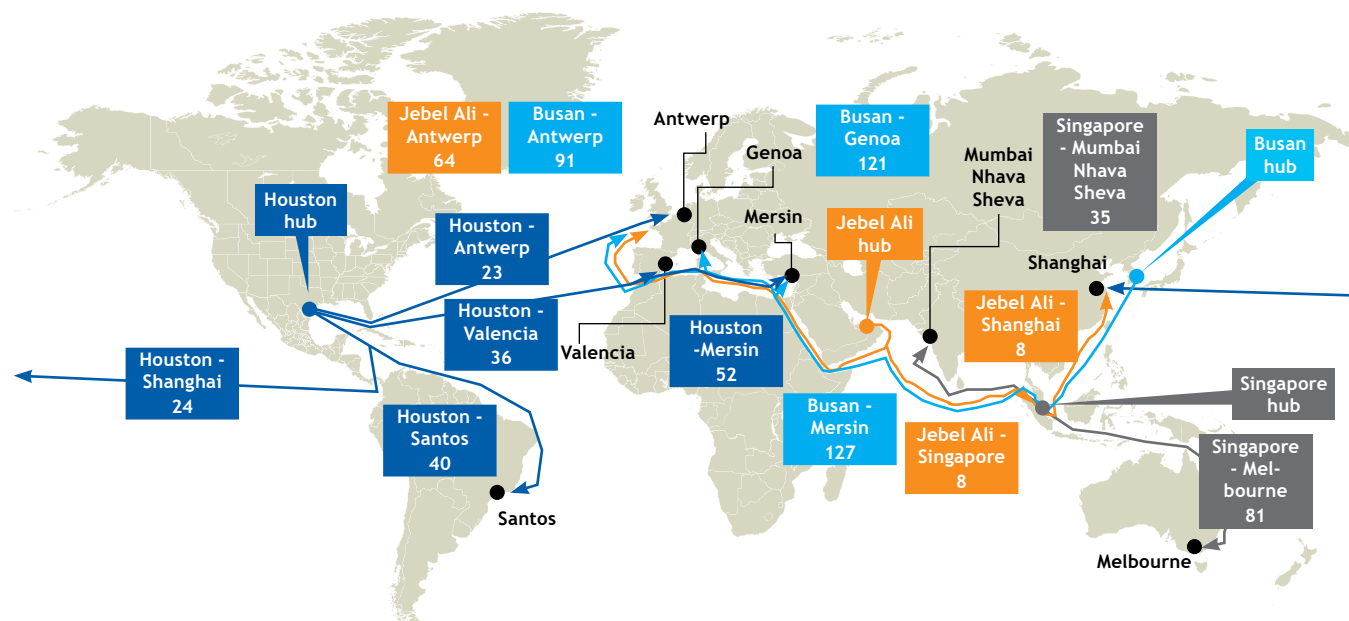 Jebel Ali -
Antwerp
64
Busan -
Antwerp
91
Antwerp
Genoa
Busan -
Genoa
121
Mumbai
Nhava
Sheva
Singapore
- Mumbai
Nhava
Sheva
35
Busan
hub
Houston
hub
Houston -
Antwerp
23
Mersin
Jebel Ali
hub
Shanghai
Houston -
Valencia
36
Valencia
Houston
-Mersin
52
Jebel Ali -
Shanghai
8
Houston -
Shanghai
24
Houston -
Santos
40
Busan -
Mersin
127
Jebel Ali -
Singapore
8
Singapore
hub
Singapore
- Mel-
bourne
81
Santos
Melbourne